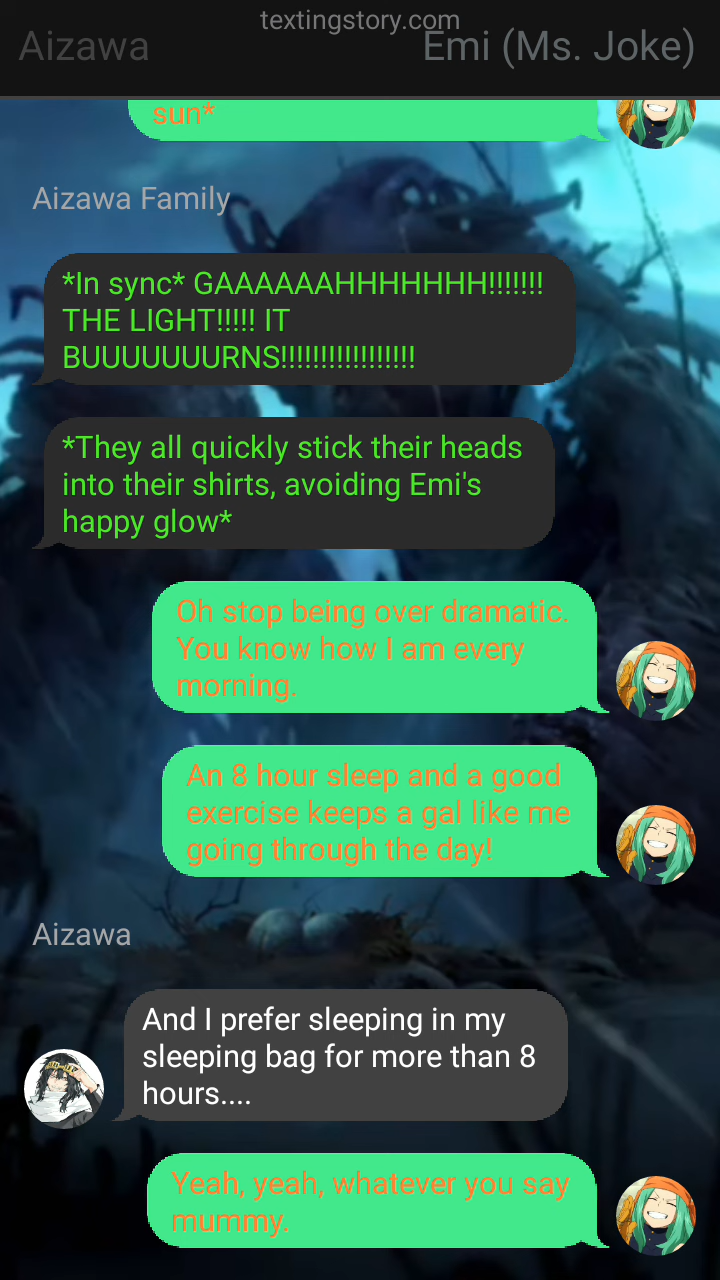 textingstory.com
Aizawa
Emi (Ms. Joke)
sun*
Aizawa Family
*In sync* GAAAAAAHHHHHHH!!!!!!!
THE LIGHT!!!!! IT
BUUUUUUURNS!!!!!!!!!!!!!!!!!
*They all quickly stick their heads
into their shirts, avoiding Emi's
happy glow*
Oh stop being over dramatic.
You know how I am every
morning.
An 8 hour sleep and a good
exercise keeps a gal like me
going through the day!
Aizawa
And I prefer sleeping in my
sleeping bag for more than 8
hours....
Yeah, yeah, whatever you say
mummy.